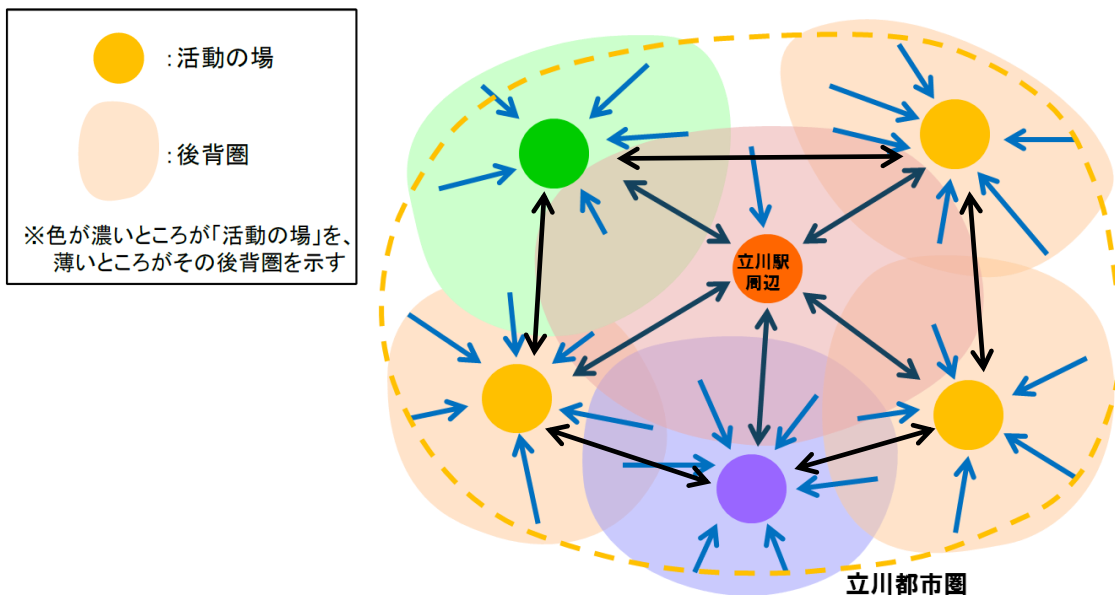 :活動の場
:後背圏
※色が濃いところが「活動の場」を、
薄いところがその後背圏を示す
立川駅
周辺
立川都市圏